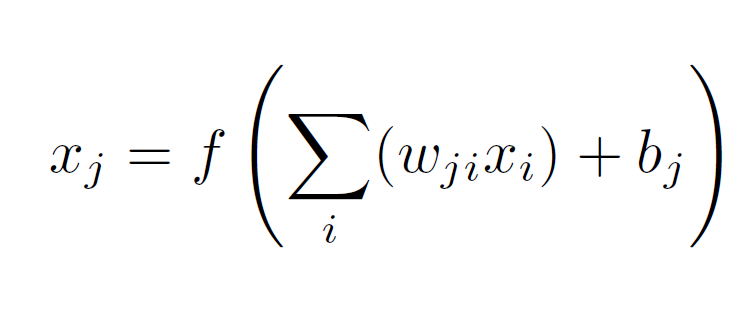 x_j = f\left(\sum_i (w_{ji} x_i) + b_j\right)